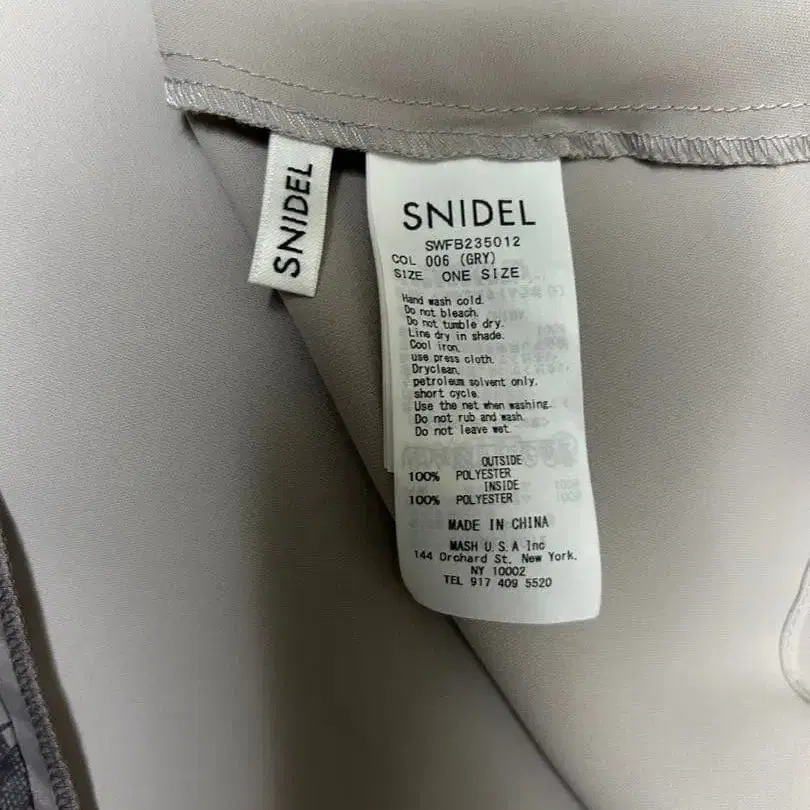 SNIDEL
SNIDEL
SWFB235012
COL 006 (GRY)
SIZE ONE SIZE
Hand wash cold.
Do not bleach.
Do not tumble dry.
Line dry in shade.
Cool iron.
use press cloth.
Dryclean.
petroleum solvent only.
short cycle.
Use the net when washing.
Do not rub and wash.
Do not leave wet.
OUTSIDE
100% POLYESTER
INSIDE
100% POLYESTER
MADE IN CHINA
MASH U.S.A Inc
144 Orchard St. New York.
NY 10002
TEL 917 409 5520